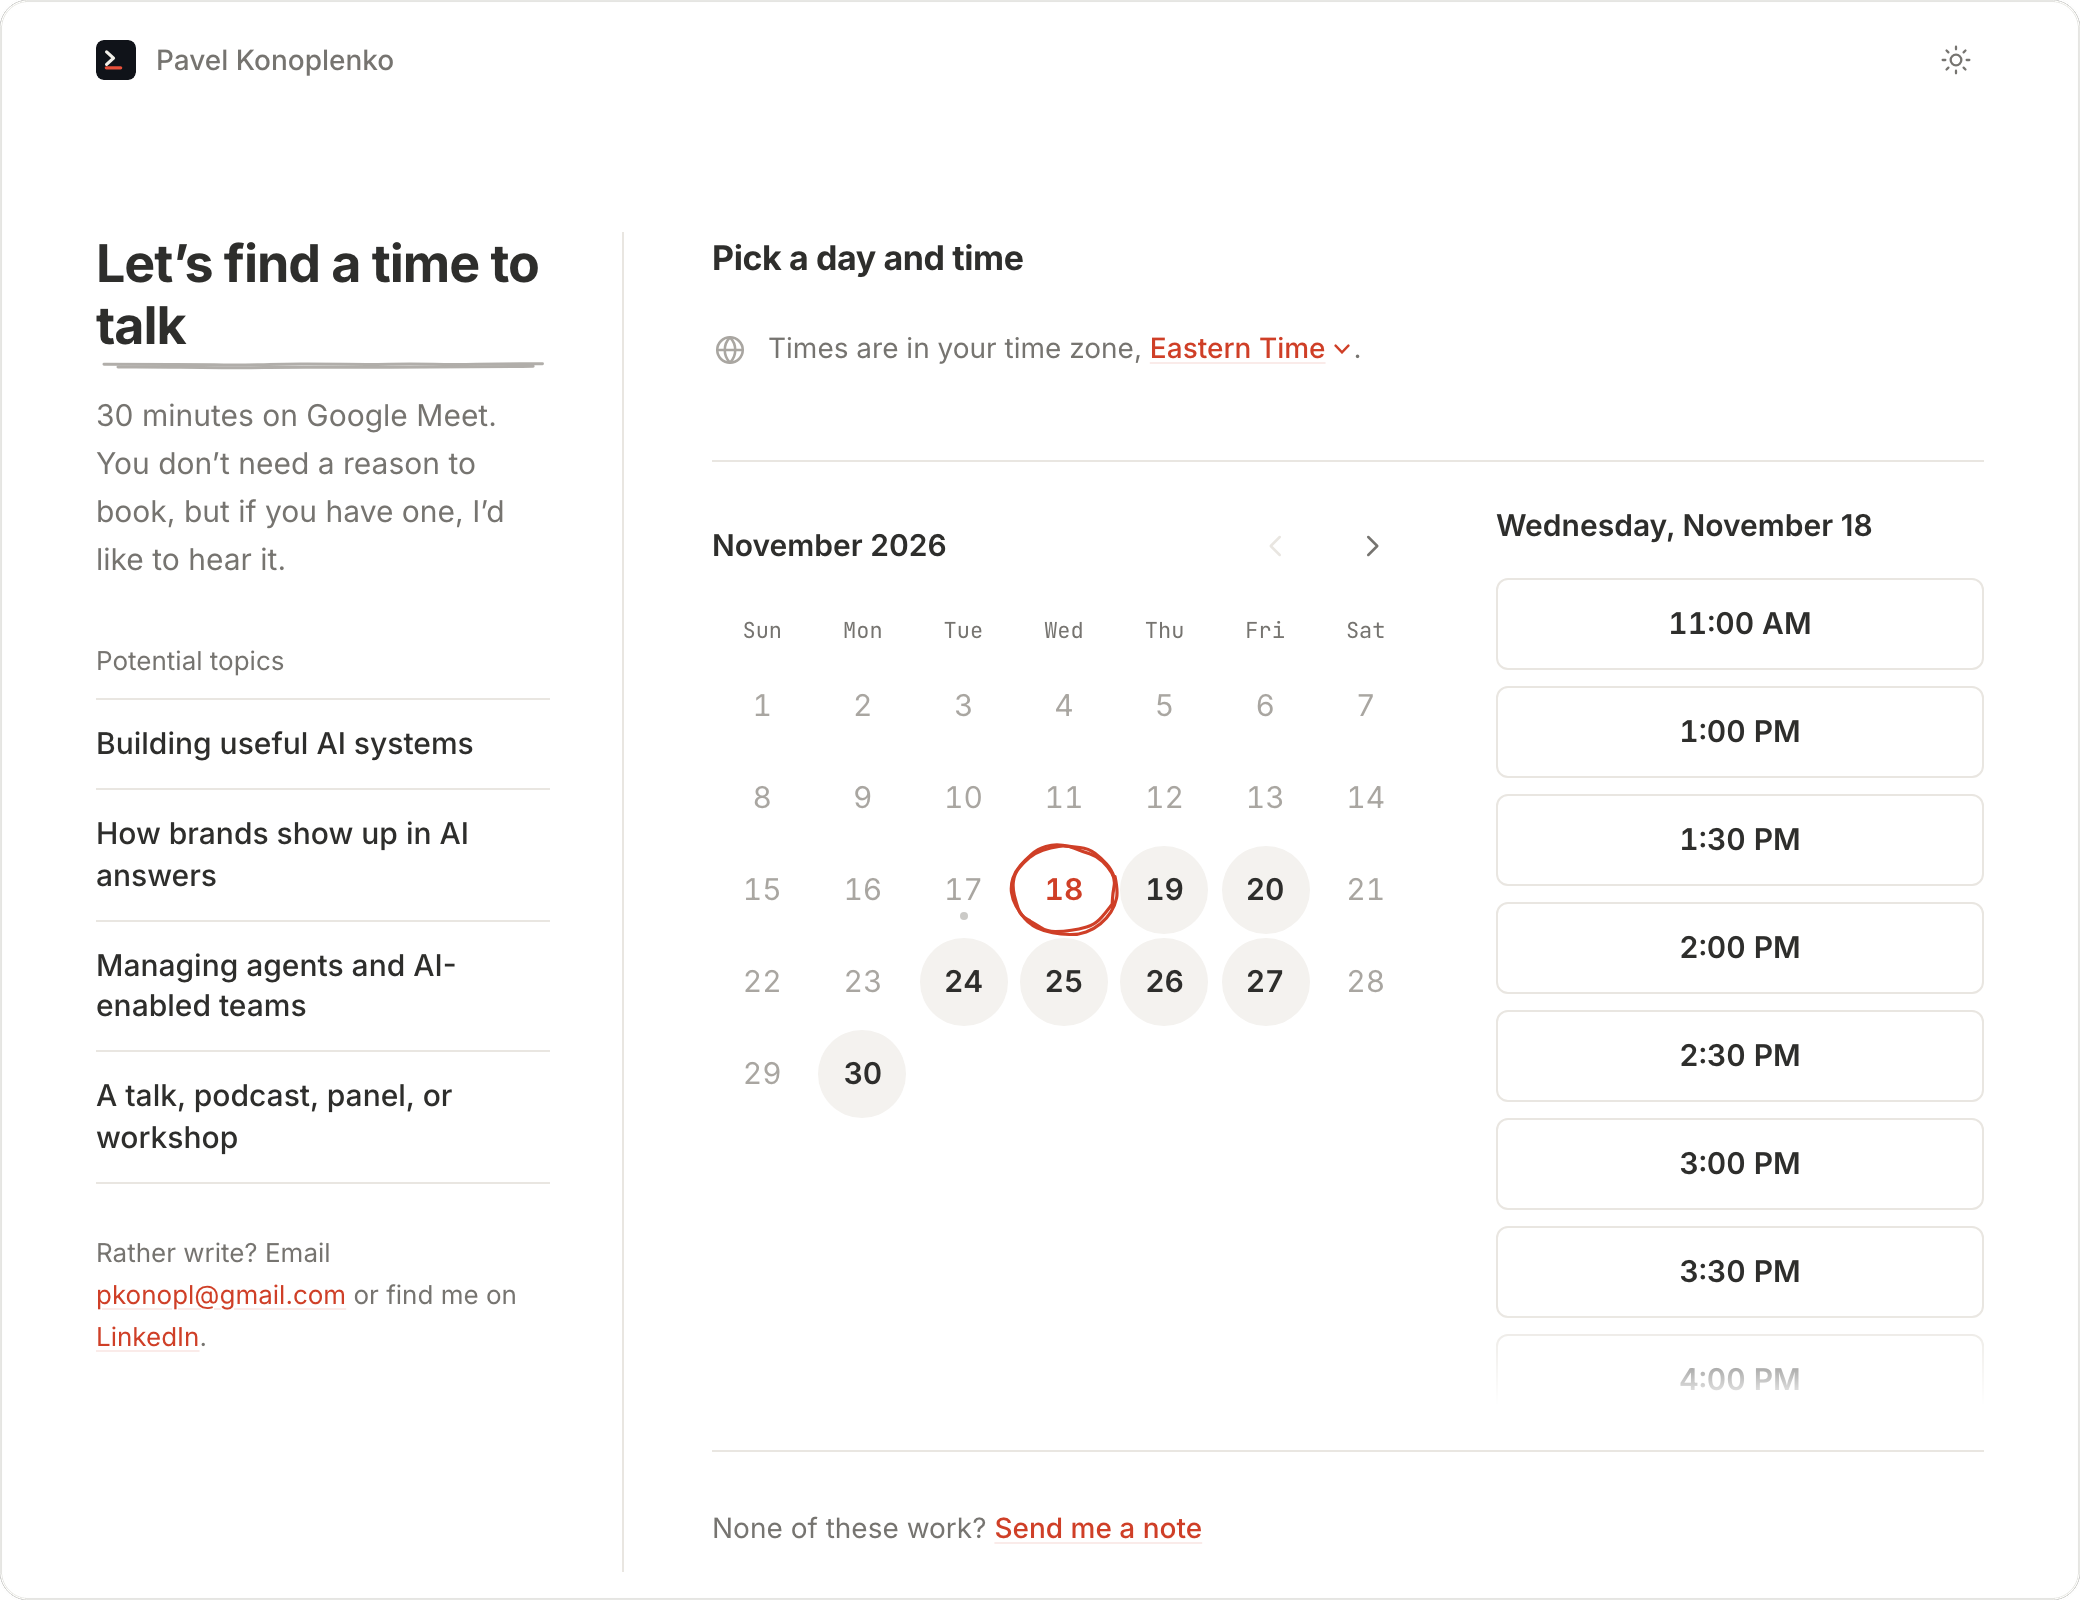 Pavel Konoplenko
Let’s find a time to
talk
30 minutes on Google Meet.
You don’t need a reason to
book, but if you have one, I’d
like to hear it.
Potential topics
Building useful AI systems
How brands show up in AI
answers
Managing agents and AI-
enabled teams
A talk, podcast, panel, or
workshop
Rather write? Email
pkonopl@gmail.com or find me on
LinkedIn.
Pick a day and time
Times are in your time zone, Eastern Time.
November 2026
Sun Mon Tue Wed Thu Fri Sat
1 2 3 4 5 6 7
8 9 10 11 12 13 14
15 16 17 18 19 20 21
22 23 24 25 26 27 28
29 30
Wednesday, November 18
11:00 AM
1:00 PM
1:30 PM
2:00 PM
2:30 PM
3:00 PM
3:30 PM
4:00 PM
None of these work? Send me a note